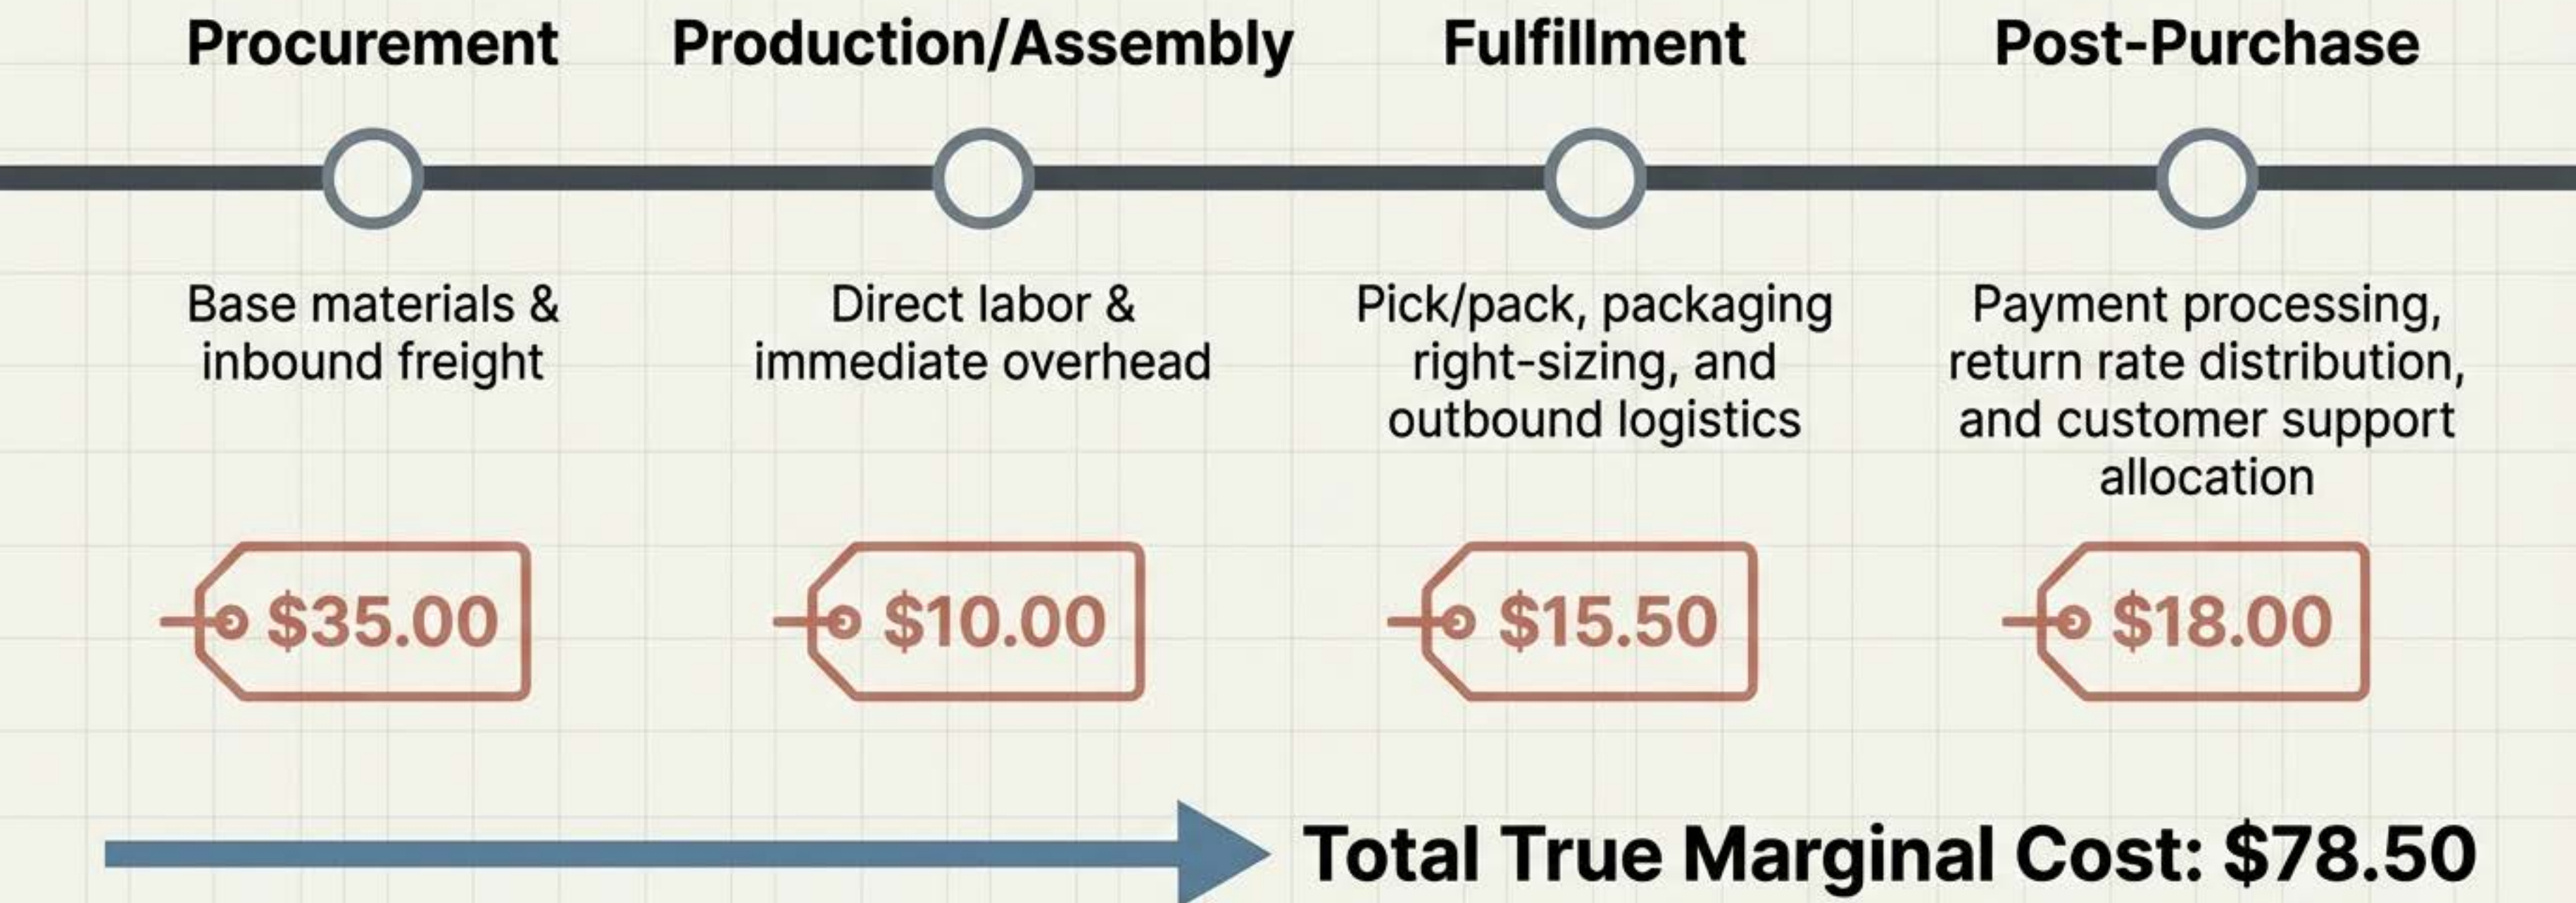 Procurement
Production/Assembly
Fulfillment
Post-Purchase
Base materials &
inbound freight
Direct labor &
immediate overhead
Pick/pack, packaging
right-sizing, and
outbound logistics
Payment processing,
return rate distribution,
and customer support
allocation
$35.00
$10.00
$15.50
$18.00
Total True Marginal Cost: $78.50